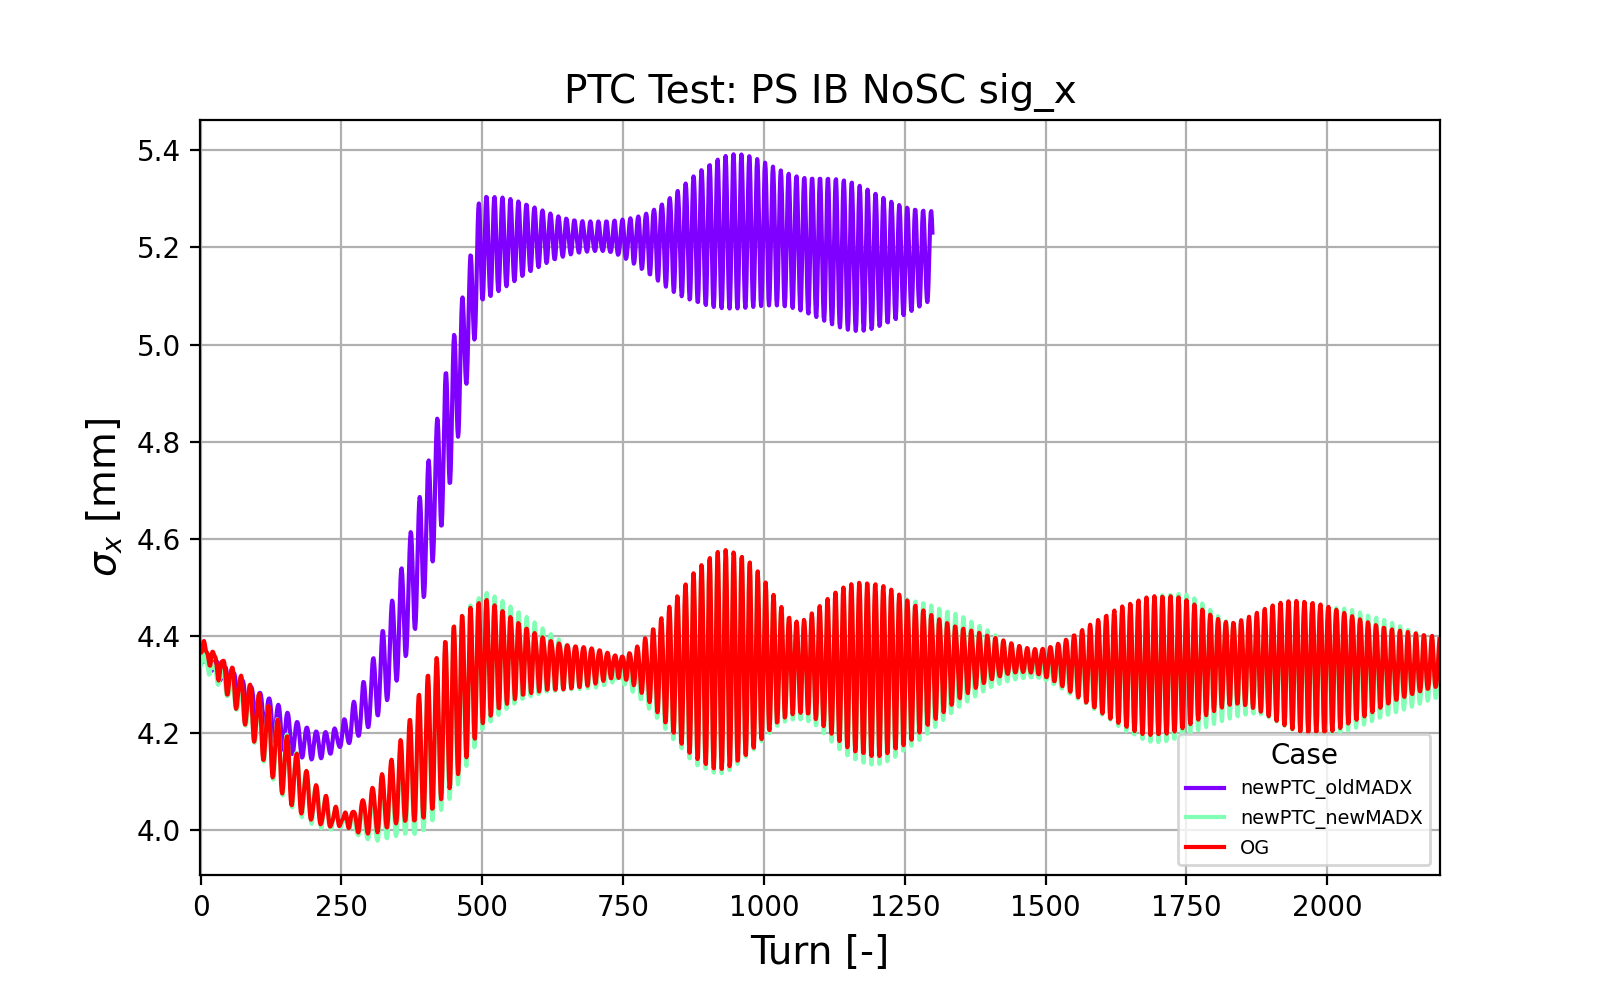 PTC Test: PS IB NoSC sig_x
σx [mm]
5.4
5.2
5.0
4.8
4.6
4.4
4.2
4.0
Case
newPTC_oldMADX
newPTC_newMADX
OG
0 250 500 750 1000 1250 1500 1750 2000
Turn [-]